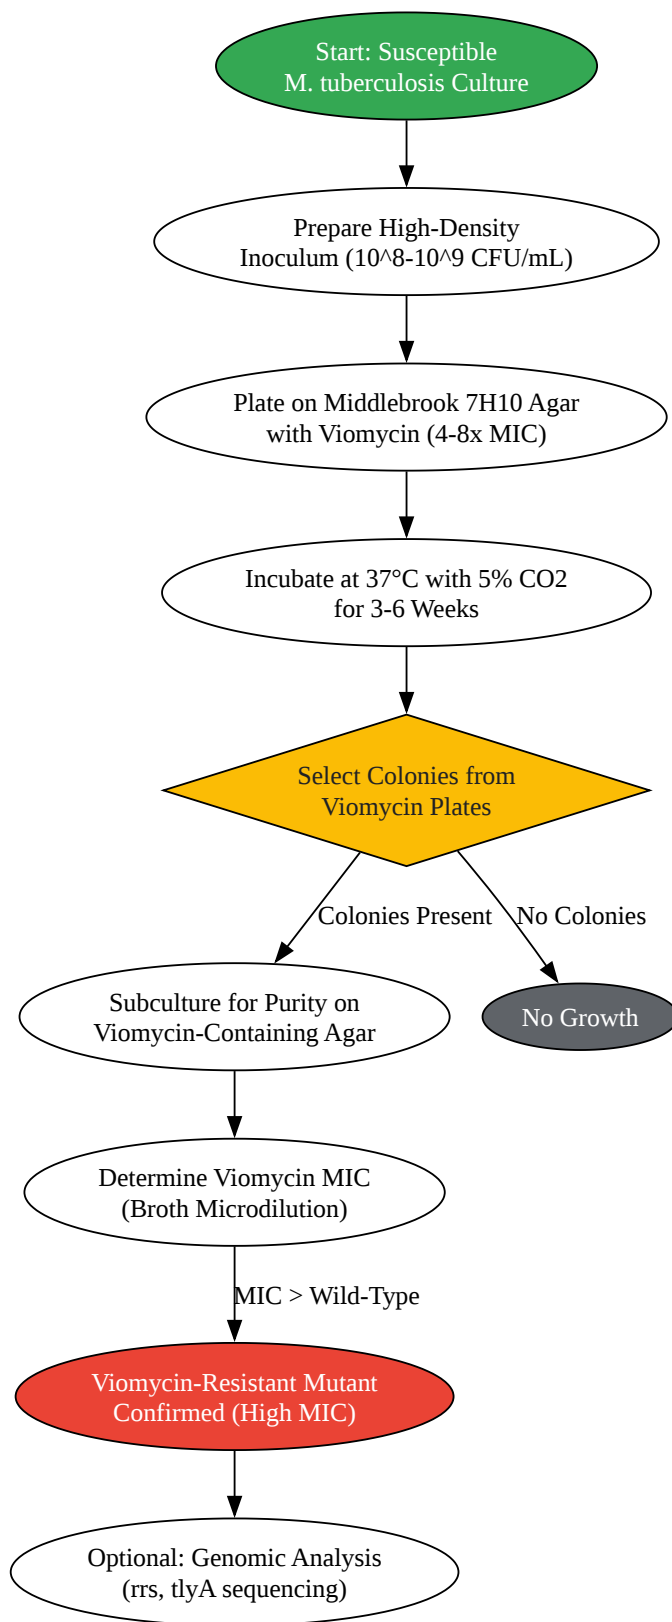 Start: Susceptible
M. tuberculosis Culture
Prepare High-Density
Inoculum (10^8-10^9 CFU/mL)
Plate on Middlebrook 7H10 Agar
with Viomycin (4-8x MIC)
Incubate at 37°C with 5% CO2
for 3-6 Weeks
Select Colonies from
Viomycin Plates
Colonies Present
No Colonies
Subculture for Purity on
Viomycin-Containing Agar
No Growth
Determine Viomycin MIC
(Broth Microdilution)
MIC > Wild-Type
Viomycin-Resistant Mutant
Confirmed (High MIC)
Optional: Genomic Analysis
(rrs, tlyA sequencing)